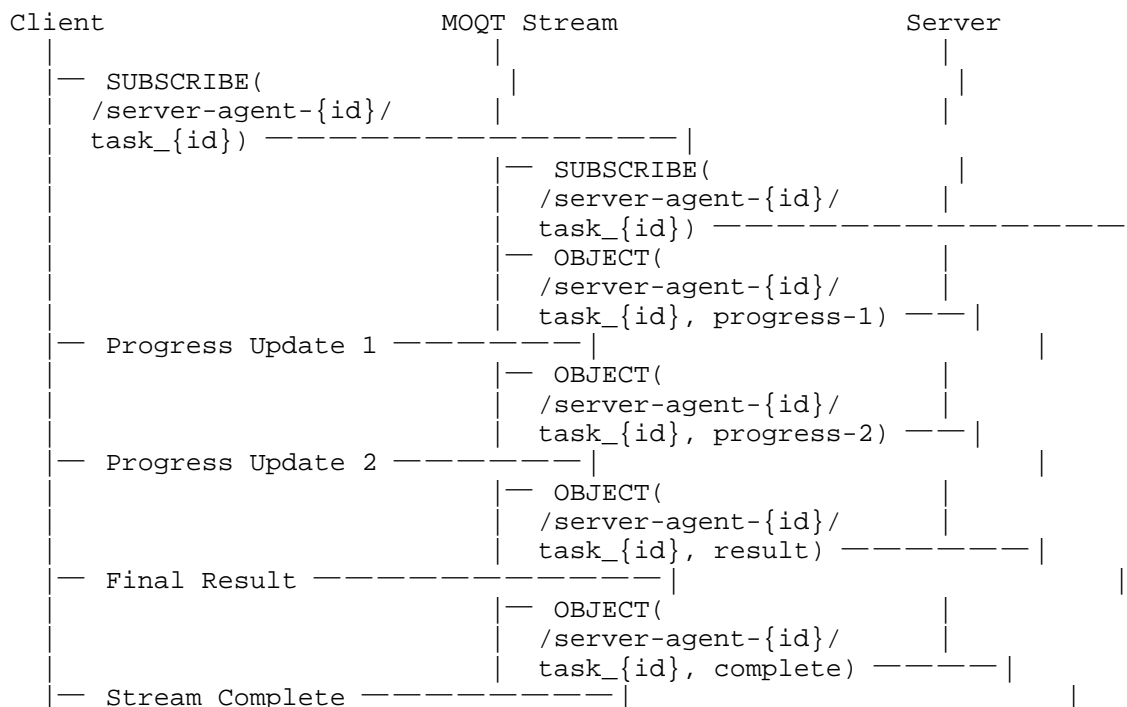 Client MOQT Stream Server
SUBSCRIBE(
/server-agent-{id}/
task_{id})
SUBSCRIBE(
/server-agent-{id}/
task_{id})
OBJECT(
/server-agent-{id}/
task_{id}, progress-1)
Progress Update 1
OBJECT(
/server-agent-{id}/
task_{id}, progress-2)
Progress Update 2
OBJECT(
/server-agent-{id}/
task_{id}, result)
Final Result
OBJECT(
/server-agent-{id}/
task_{id}, complete)
Stream Complete